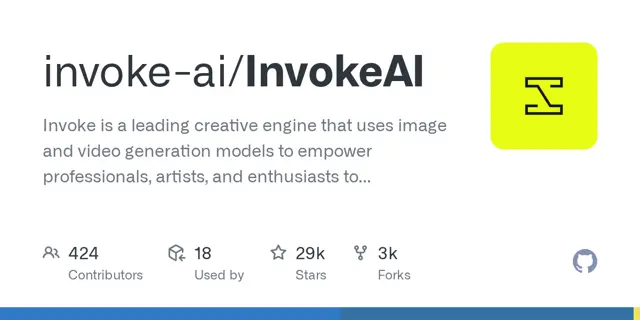 invoke-ai/InvokeAI
Invoke is a leading creative engine that uses image
and video generation models to empower
professionals, artists, and enthusiasts to...
424 18 29k 3k
Contributors Used by Stars Forks